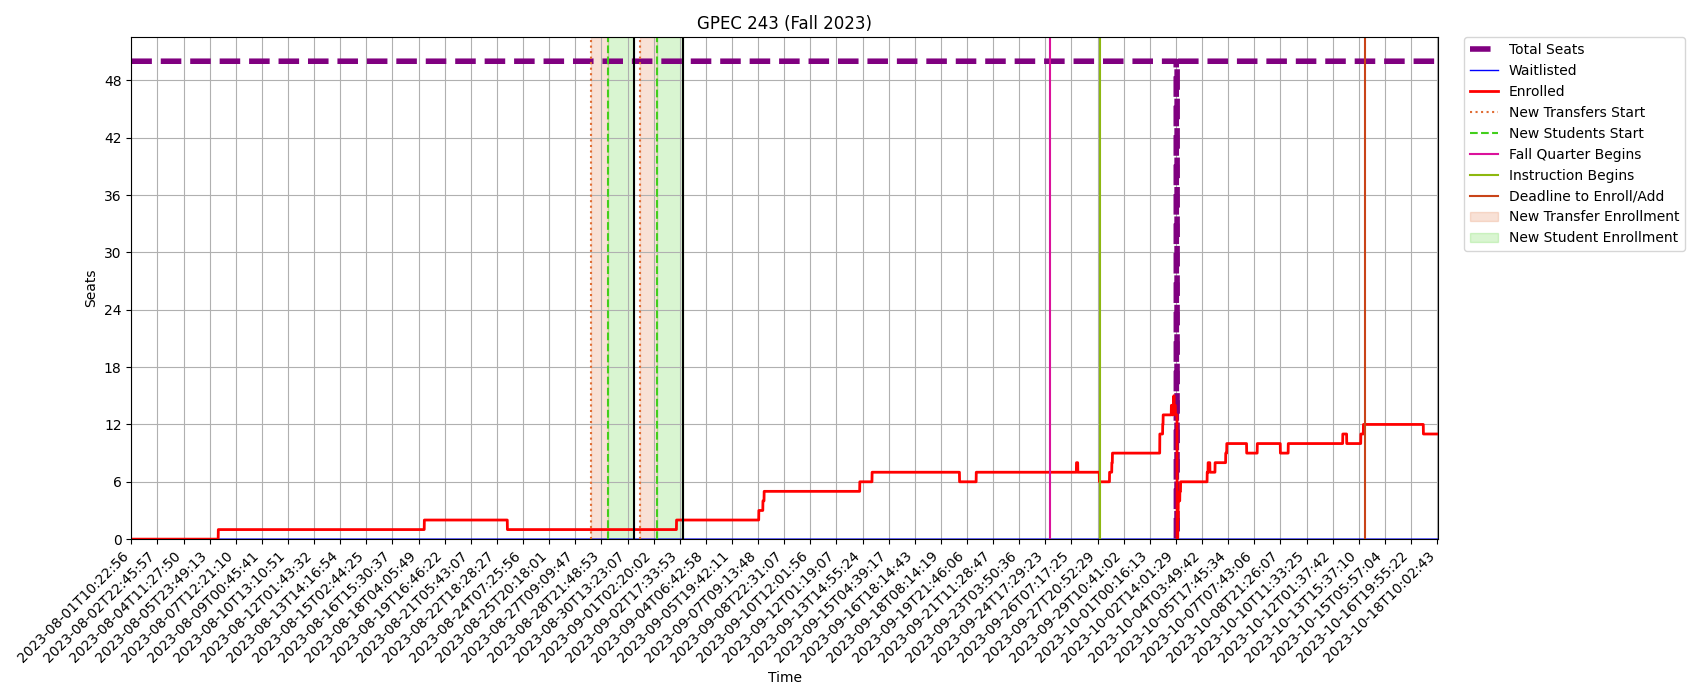 GPEC 243 (Fall 2023)
Total Seats
Waitlisted
Enrolled
New Transfers Start
New Students Start
Fall Quarter Begins
Instruction Begins
Deadline to Enroll/Add
New Transfer Enrollment
New Student Enrollment
Seats
48
42
36
30
24
18
12
6
0
2023-08-01T10:22:56
2023-08-02T22:45:57
2023-08-04T11:27:50
2023-08-05T23:49:13
2023-08-07T12:21:10
2023-08-09T00:45:41
2023-08-10T13:10:51
2023-08-12T01:43:32
2023-08-13T14:16:54
2023-08-15T02:44:25
2023-08-16T15:30:37
2023-08-18T04:05:49
2023-08-19T16:46:22
2023-08-21T05:43:07
2023-08-22T18:28:27
2023-08-24T07:25:56
2023-08-25T20:18:01
2023-08-27T09:09:47
2023-08-28T21:48:53
2023-08-30T13:23:07
2023-09-01T02:20:02
2023-09-02T17:33:53
2023-09-04T06:42:58
2023-09-05T19:42:11
2023-09-07T09:13:48
2023-09-08T22:31:07
2023-09-10T12:01:56
2023-09-12T01:19:07
2023-09-13T14:55:24
2023-09-15T04:39:17
2023-09-16T18:14:43
2023-09-18T08:14:19
2023-09-19T21:46:06
2023-09-21T11:28:47
2023-09-23T03:50:36
2023-09-24T17:29:23
2023-09-26T07:17:25
2023-09-27T20:52:29
2023-09-29T10:41:02
2023-10-01T00:16:13
2023-10-02T14:01:29
2023-10-04T03:49:42
2023-10-05T17:45:34
2023-10-07T07:43:06
2023-10-08T21:26:07
2023-10-10T11:33:25
2023-10-12T01:37:42
2023-10-13T15:37:10
2023-10-15T05:57:04
2023-10-16T19:55:22
2023-10-18T10:02:43
Time